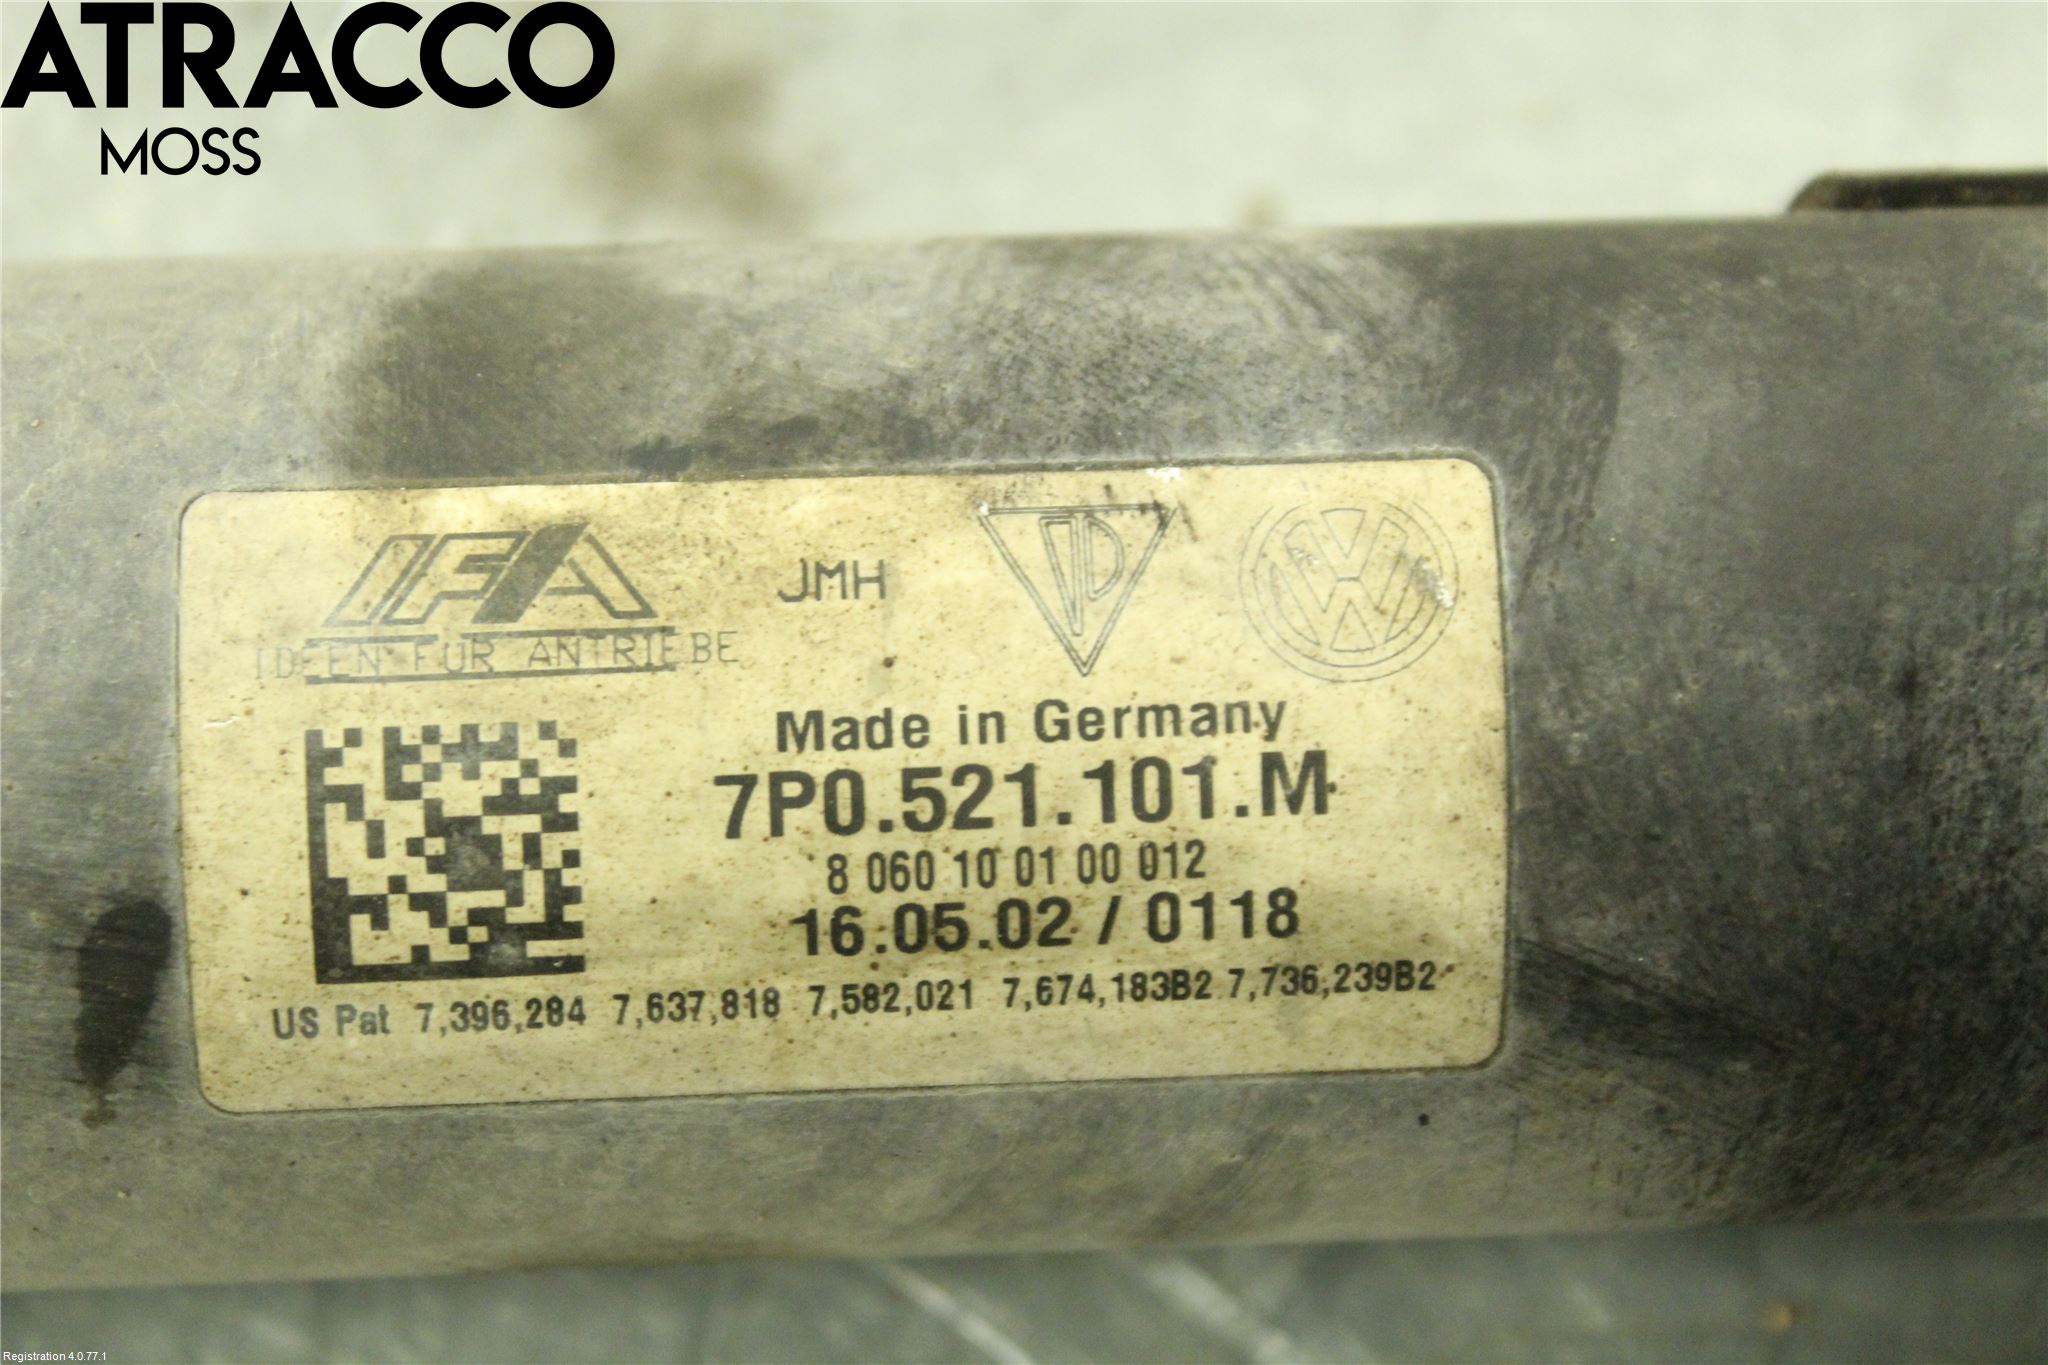 ATRACCO
MOSS
IFA
IDEEN FUR ANTRIEBE
JMH
Made in Germany
7P0.521.101.M
8 060 10 01 00 012
16.05.02 / 0118
US Pat 7,396,284 7,637,818 7,582,021 7,674,183B2 7,736,239B2
Registration 4.0.77.1